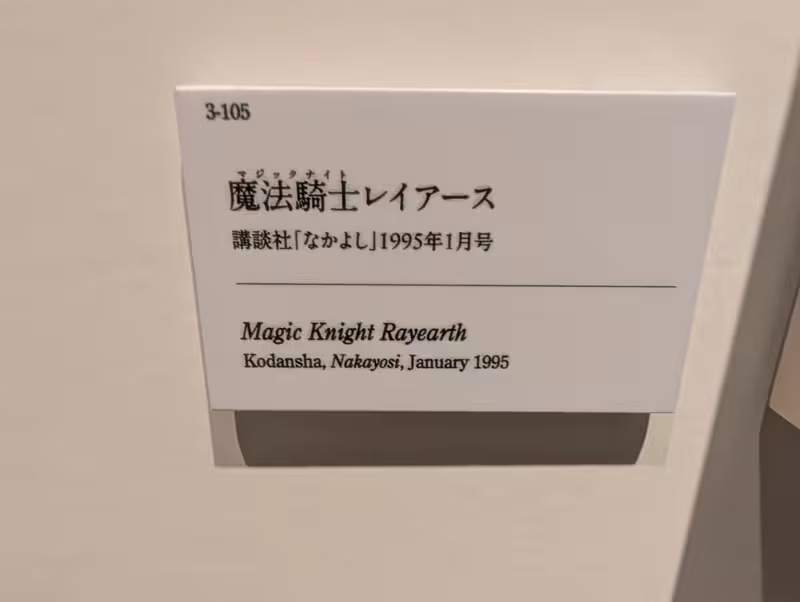 3-105
マジックナイト
魔法騎士レイアース
講談社「なかよし」1995年1月号
Magic Knight Rayearth
Kodansha, Nakayosi, January 1995